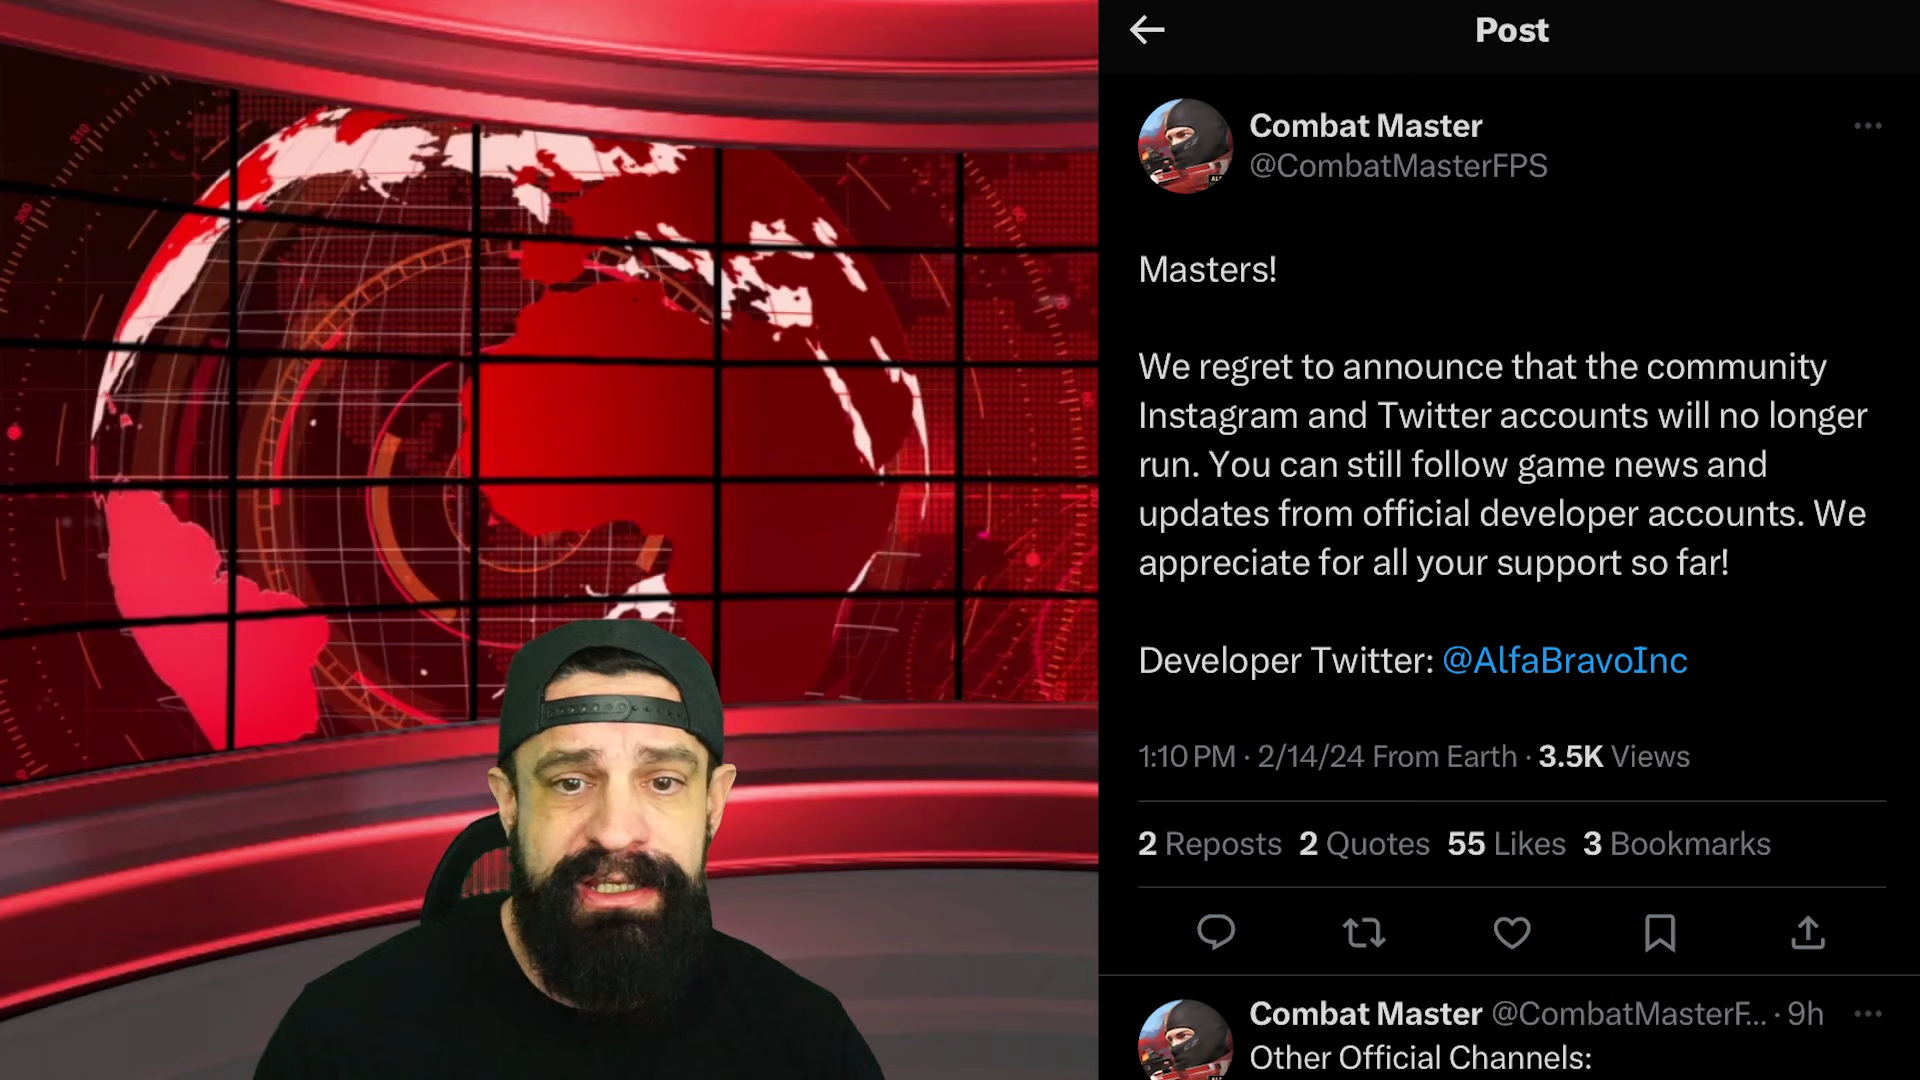 Post
Combat Master
@CombatMasterFPS
Masters!
We regret to announce that the community
Instagram and Twitter accounts will no longer
run. You can still follow game news and
updates from official developer accounts. We
appreciate for all your support so far!
Developer Twitter: @AlfaBravoInc
1:10 PM · 2/14/24 From Earth · 3.5K Views
2 Reposts 2 Quotes 55 Likes 3 Bookmarks
Combat Master @CombatMasterF... · 9h
Other Official Channels: